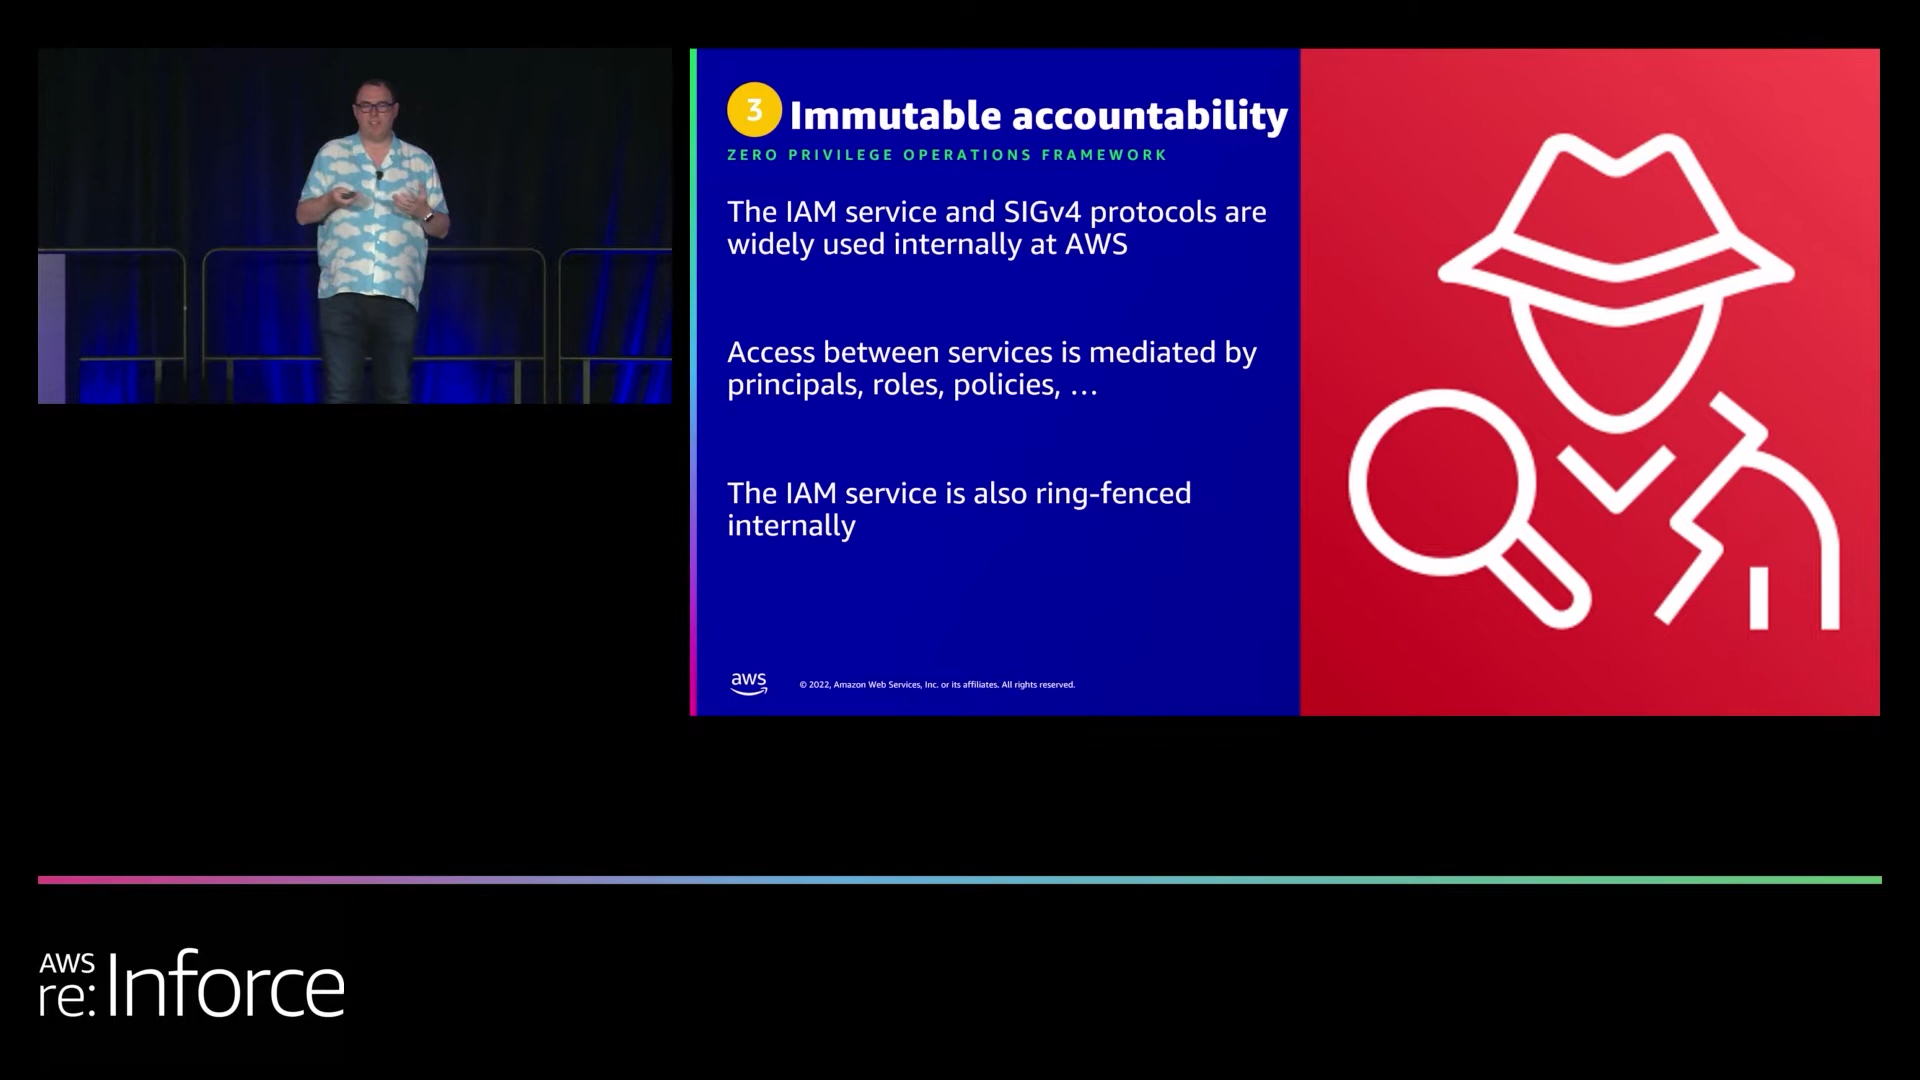 3 Immutable accountability
ZERO PRIVILEGE OPERATIONS FRAMEWORK
The IAM service and SIGv4 protocols are
widely used internally at AWS
Access between services is mediated by
principals, roles, policies, …
The IAM service is also ring-fenced
internally
aws
© 2022, Amazon Web Services, Inc. or its affiliates. All rights reserved.
AWS
re:Inforce